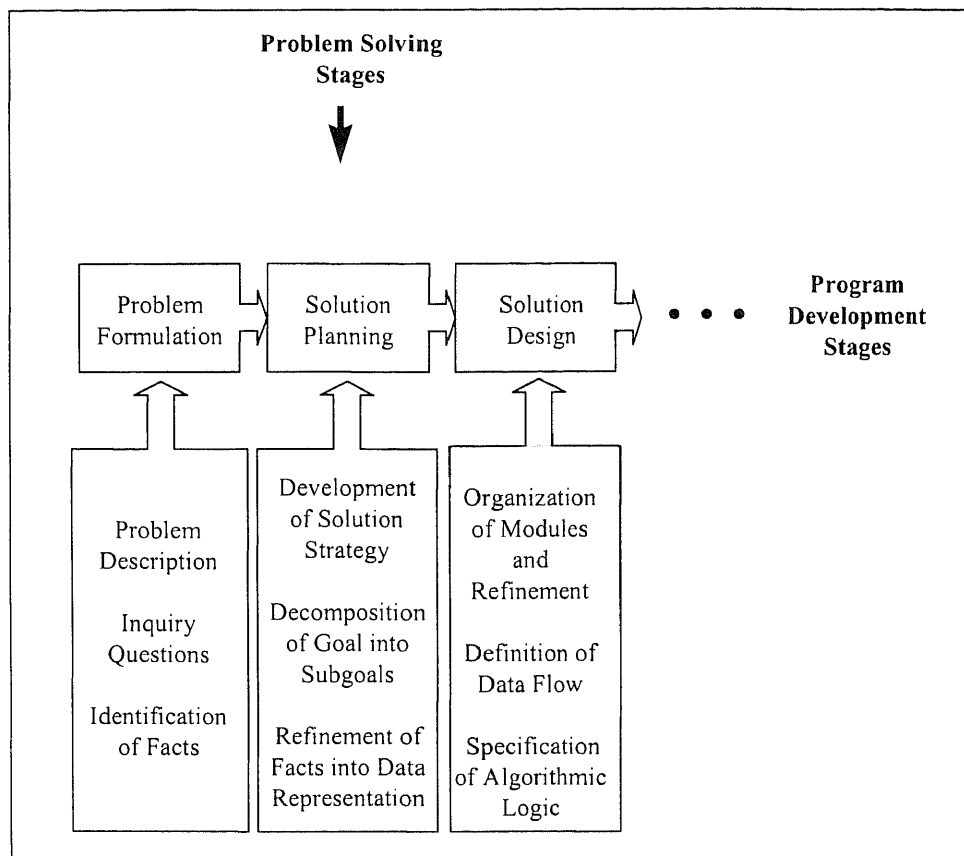 Problem Solving
Stages
Problem
Formulation
Solution
Planning
Solution
Design
Program
Development
Stages
Problem
Description
Inquiry
Questions
Identification
of Facts
Development
of Solution
Strategy
Decomposition
of Goal into
Subgoals
Refinement of
Facts into Data
Representation
Organization
of Modules
and
Refinement
Definition of
Data Flow
Specification
of Algorithmic
Logic